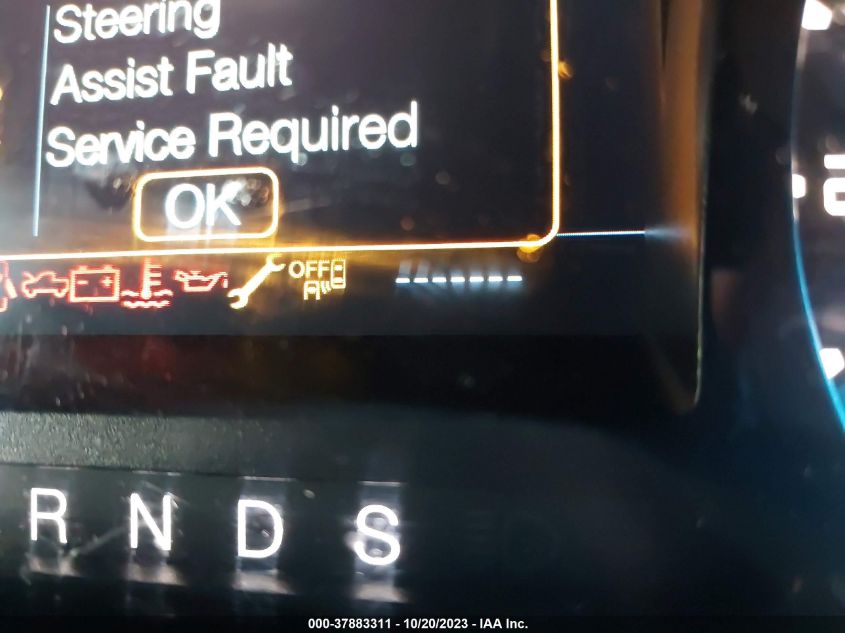 Steering
Assist Fault
Service Required
OK
OFF
A
-------
R N D S
000-37883311 - 10/20/2023 - IAA Inc.